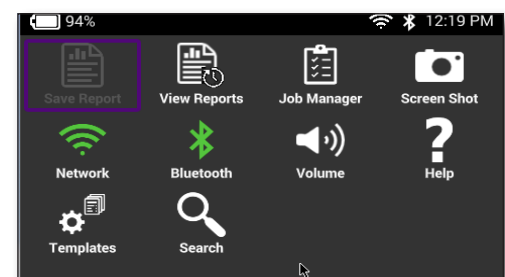 94% 12:19 PM
Save Report View Reports Job Manager Screen Shot
Network Bluetooth Volume Help
Templates Search